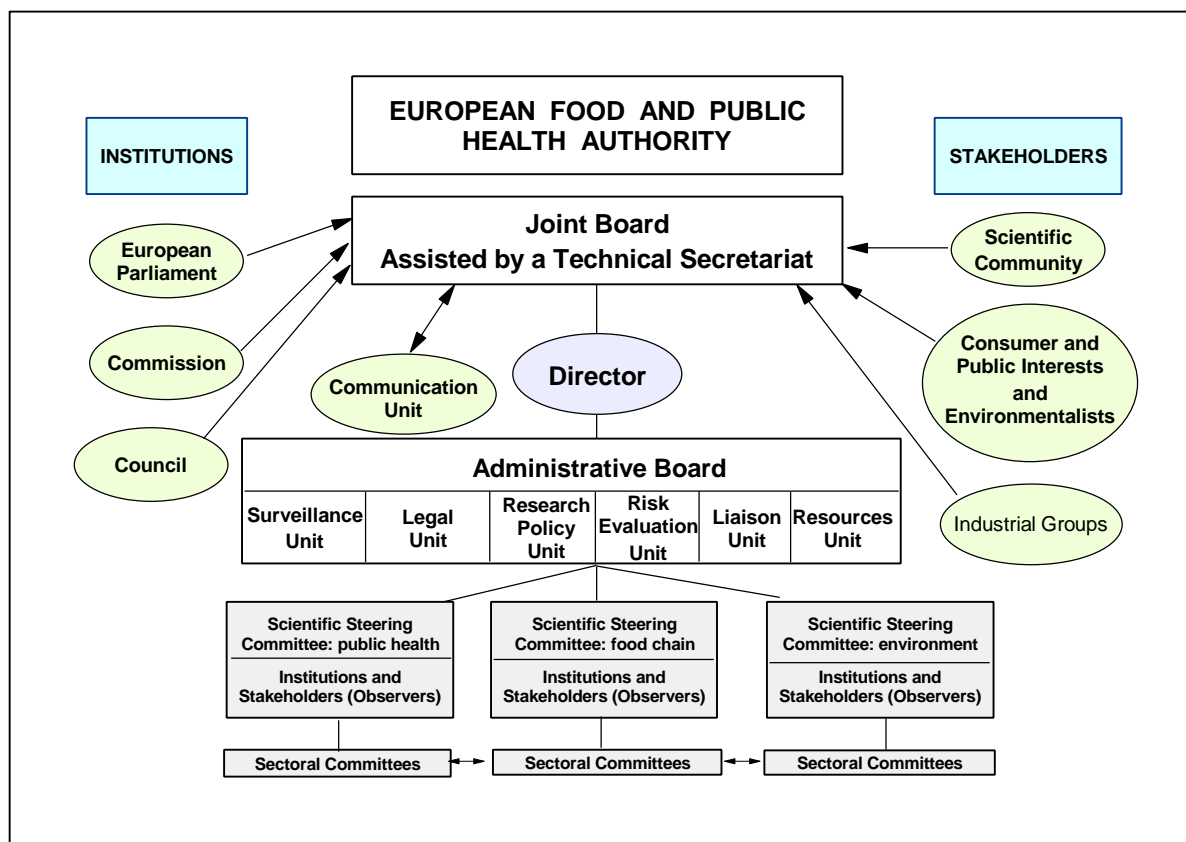 EUROPEAN FOOD AND PUBLIC
HEALTH AUTHORITY
INSTITUTIONS
STAKEHOLDERS
Joint Board
Assisted by a Technical Secretariat
European
Parliament
Scientific
Community
Commission
Communication
Unit
Director
Consumer and
Public Interests
and
Environmentalists
Council
Administrative Board
Surveillance
Unit
Legal
Unit
Research
Policy
Unit
Risk
Evaluation
Unit
Liaison
Unit
Resources
Unit
Industrial Groups
Scientific Steering
Committee: public health
Institutions and
Stakeholders (Observers)
Scientific Steering
Committee: food chain
Institutions and
Stakeholders (Observers)
Scientific Steering
Committee: environment
Institutions and
Stakeholders (Observers)
Sectoral Committees
Sectoral Committees
Sectoral Committees